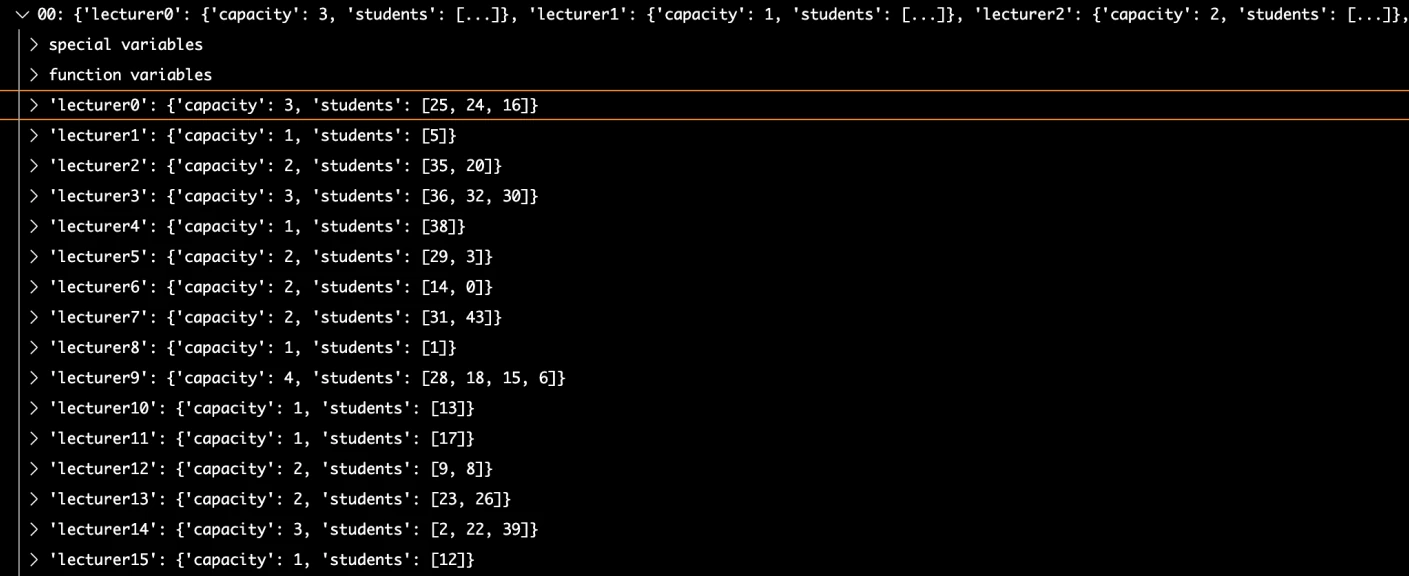 00: {'lecturer0': {'capacity': 3, 'students': [...]}, 'lecturer1': {'capacity': 1, 'students': [...]}, 'lecturer2': {'capacity': 2, 'students': [...]},
special variables
function variables
'lecturer0': {'capacity': 3, 'students': [25, 24, 16]}
'lecturer1': {'capacity': 1, 'students': [5]}
'lecturer2': {'capacity': 2, 'students': [35, 20]}
'lecturer3': {'capacity': 3, 'students': [36, 32, 30]}
'lecturer4': {'capacity': 1, 'students': [38]}
'lecturer5': {'capacity': 2, 'students': [29, 3]}
'lecturer6': {'capacity': 2, 'students': [14, 0]}
'lecturer7': {'capacity': 2, 'students': [31, 43]}
'lecturer8': {'capacity': 1, 'students': [1]}
'lecturer9': {'capacity': 4, 'students': [28, 18, 15, 6]}
'lecturer10': {'capacity': 1, 'students': [13]}
'lecturer11': {'capacity': 1, 'students': [17]}
'lecturer12': {'capacity': 2, 'students': [9, 8]}
'lecturer13': {'capacity': 2, 'students': [23, 26]}
'lecturer14': {'capacity': 3, 'students': [2, 22, 39]}
'lecturer15': {'capacity': 1, 'students': [12]}